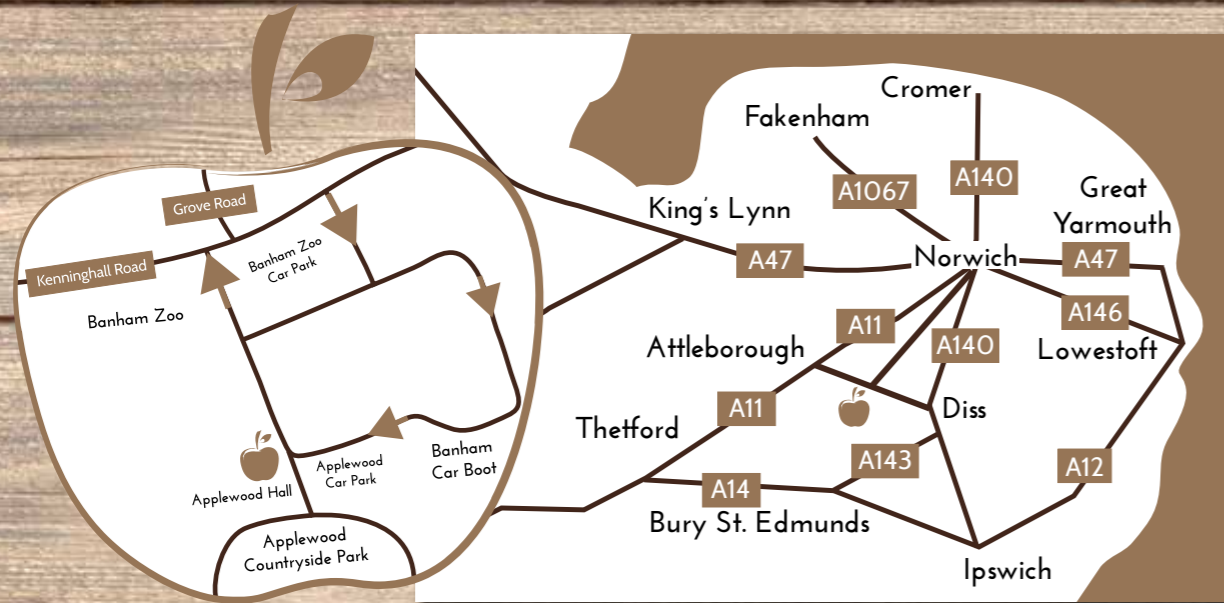 Grove Road
Kenninghall Road
Banham Zoo
Car Park
Banham Zoo
Applewood Hall
Applewood
Car Park
Banham
Car Boot
Applewood
Countryside Park
Cromer
Fakenham
A1067
A140
Great
Yarmouth
King's Lynn
A47
Norwich
A47
A146
Lowestoft
A11
A140
Attleborough
A11
Diss
Thetford
A143
A12
A14
Bury St. Edmunds
Ipswich